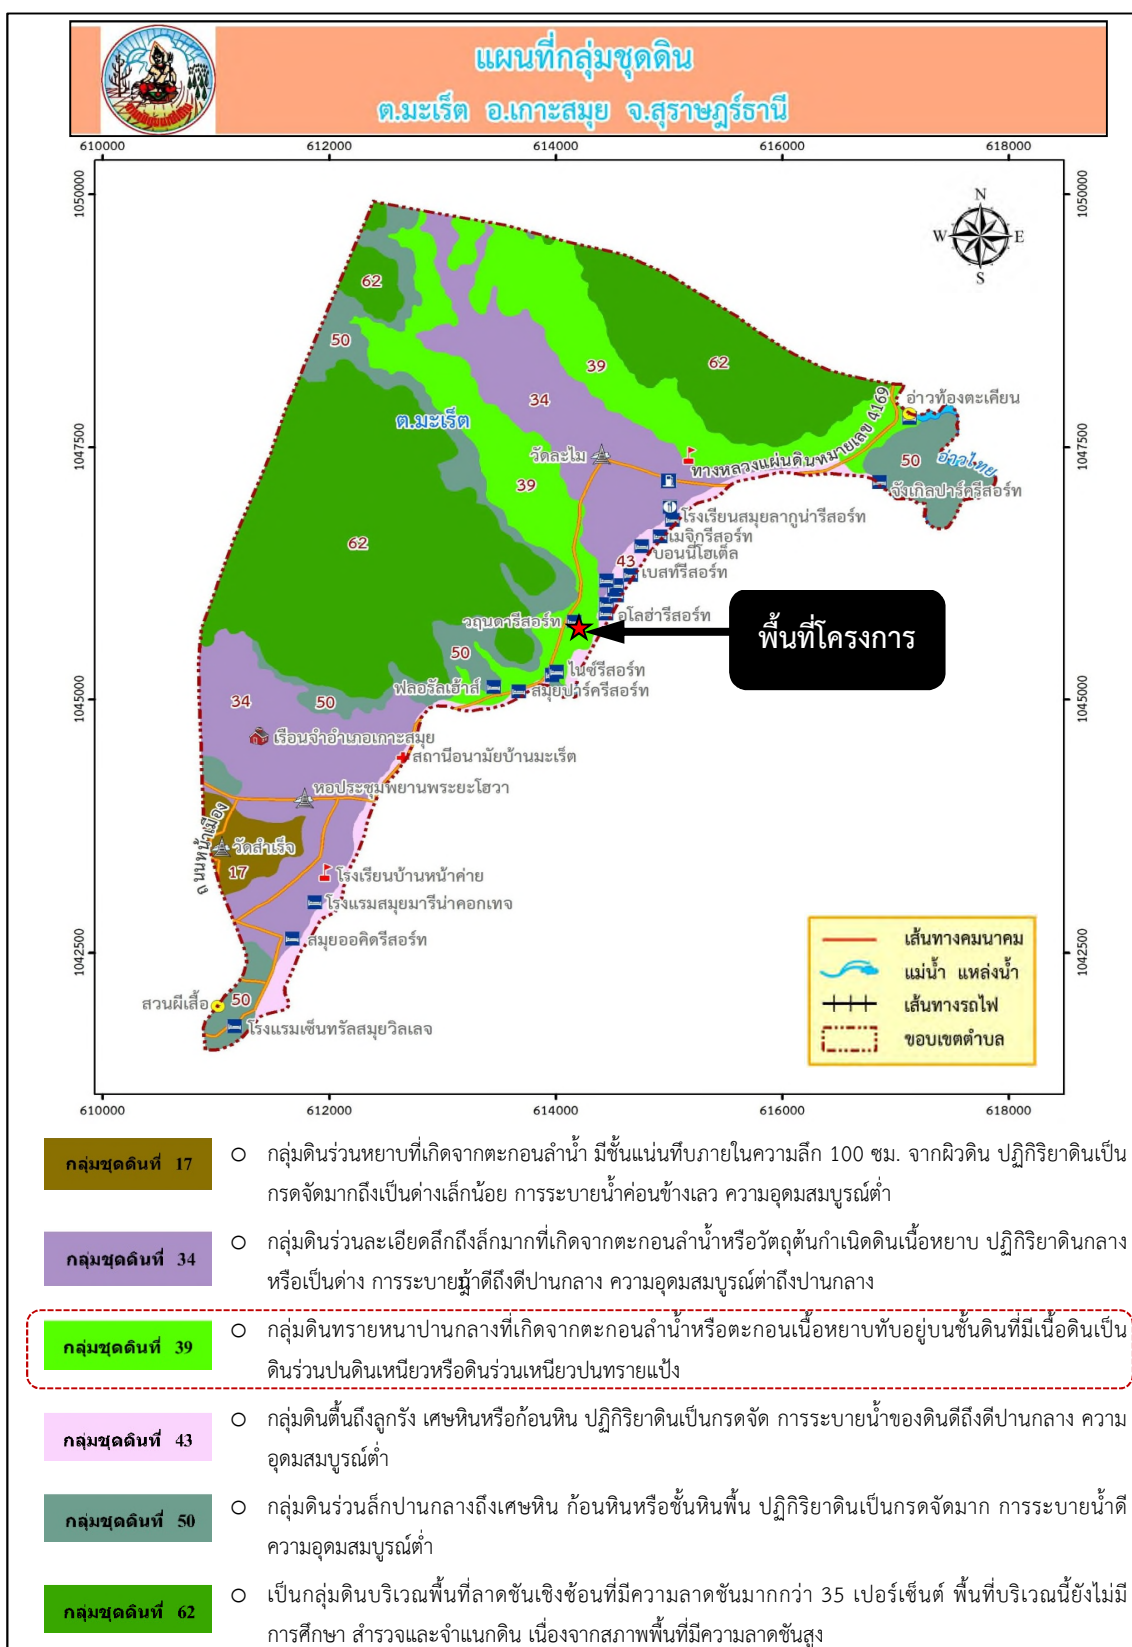 แผนที่กลุ่มชุดดิน
ต.มะเร็ต อ.เกาะสมุย จ.สุราษฎร์ธานี
610000 612000 614000 616000 618000
1050000 1050000
N
W E
S
62
50
39
62
34
ต.มะเร็ต
อ่าวท้องตะเคียน
ทางหลวงแผ่นดินหมายเลข 4169
1047500 1047500
วัดละไม
50 อ่าวไทย
39
จังเกิลปาร์ครีสอร์ท
โรงเรียนสมุยลากูน่ารีสอร์ท
เมจิกรีสอร์ท
62
บอนนี่โฮเต็ล
43
เบสท์รีสอร์ท
อโลฮ่ารีสอร์ท
วฤนดารีสอร์ท
พื้นที่โครงการ
50
ไนซ์รีสอร์ท
ฟลอรัลเฮ้าส์ สมุยปาร์ครีสอร์ท
34 50
1045000 1045000
เรือนจำอำเภอเกาะสมุย
สถานีอนามัยบ้านมะเร็ต
หอประชุมพยานพระยะโฮวา
ถนนหน้าเมือง
วัดสำเร็จ
17
โรงเรียนบ้านหน้าค่าย
โรงแรมสมุยมารีน่าคอกเทจ
สมุยออคิดรีสอร์ท
1042500 1042500
สวนผีเสื้อ 50
โรงแรมเซ็นทรัลสมุยวิลเลจ
เส้นทางคมนาคม
แม่น้ำ แหล่งน้ำ
เส้นทางรถไฟ
ขอบเขตตำบล
610000 612000 614000 616000 618000
กลุ่มชุดดินที่ 17
กลุ่มดินร่วนหยาบที่เกิดจากตะกอนลำน้ำ มีชั้นแน่นทึบภายในความลึก 100 ซม. จากผิวดิน ปฏิกิริยาดินเป็น
กรดจัดมากถึงเป็นด่างเล็กน้อย การระบายน้ำค่อนข้างเลว ความอุดมสมบูรณ์ต่ำ
กลุ่มชุดดินที่ 34
กลุ่มดินร่วนละเอียดลึกถึงลึกมากที่เกิดจากตะกอนลำน้ำหรือวัตถุต้นกำเนิดดินเนื้อหยาบ ปฏิกิริยาดินกลาง
หรือเป็นด่าง การระบายน้ำดีถึงดีปานกลาง ความอุดมสมบูรณ์ต่ำถึงปานกลาง
กลุ่มชุดดินที่ 39
กลุ่มดินทรายหนาปานกลางที่เกิดจากตะกอนลำน้ำหรือตะกอนเนื้อหยาบทับอยู่บนชั้นดินที่มีเนื้อดินเป็น
ดินร่วนปนดินเหนียวหรือดินร่วนเหนียวปนทรายแป้ง
กลุ่มชุดดินที่ 43
กลุ่มดินตื้นถึงลูกรัง เศษหินหรือก้อนหิน ปฏิกิริยาดินเป็นกรดจัด การระบายน้ำของดินดีถึงดีปานกลาง ความ
อุดมสมบูรณ์ต่ำ
กลุ่มชุดดินที่ 50
กลุ่มดินร่วนลึกปานกลางถึงเศษหิน ก้อนหินหรือชั้นหินพื้น ปฏิกิริยาดินเป็นกรดจัดมาก การระบายน้ำดี
ความอุดมสมบูรณ์ต่ำ
กลุ่มชุดดินที่ 62
เป็นกลุ่มดินบริเวณพื้นที่ลาดชันเชิงซ้อนที่มีความลาดชันมากกว่า 35 เปอร์เซ็นต์ พื้นที่บริเวณนี้ยังไม่มี
การศึกษา สำรวจและจำแนกดิน เนื่องจากสภาพพื้นที่มีความลาดชันสูง